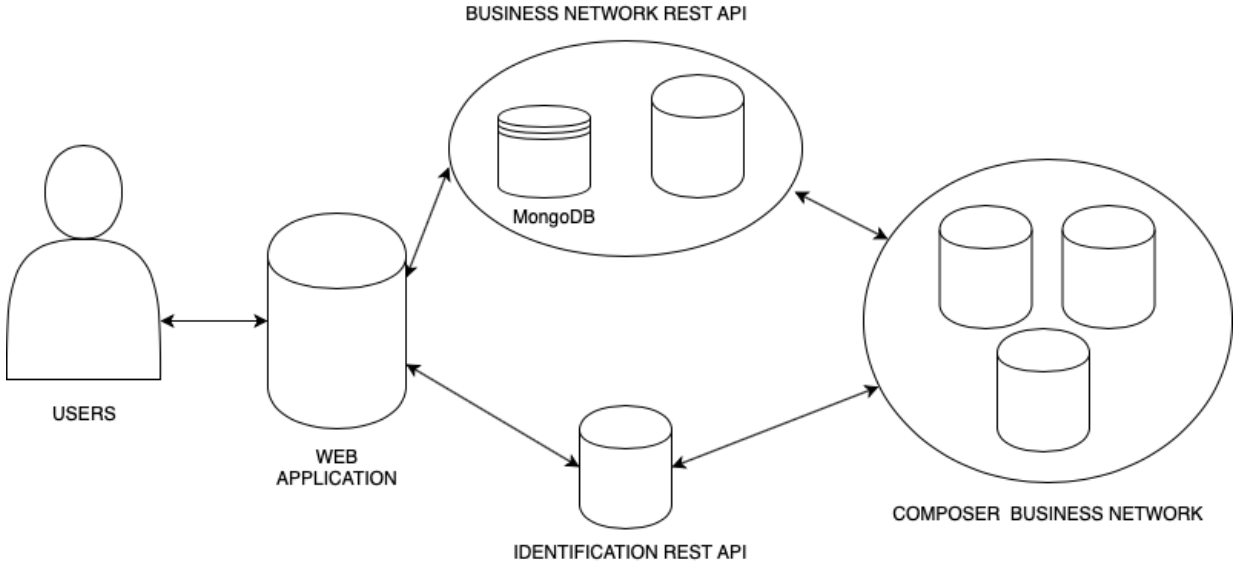 BUSINESS NETWORK REST API
MongoDB
USERS
WEB
APPLICATION
COMPOSER BUSINESS NETWORK
IDENTIFICATION REST API